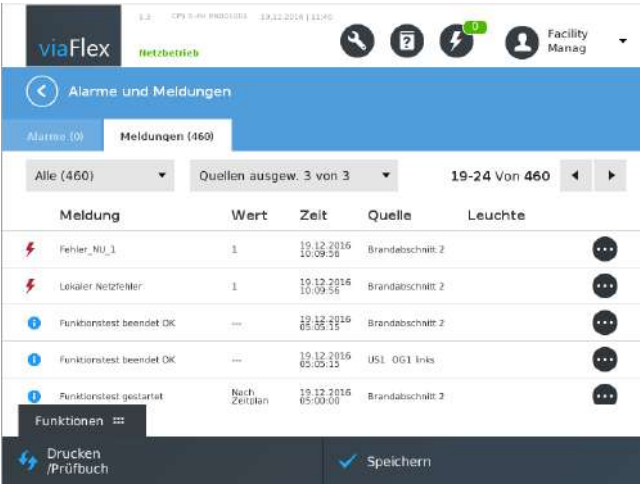 19.12.2016 | 11:40
viaFlex
Netzbetrieb
0
Facility
Manag
Alarme und Meldungen
Alarme (0)
Meldungen (460)
Alle (460)
Quellen ausgew. 3 von 3
19-24 Von 460
Meldung Wert Zeit Quelle Leuchte
Fehler_NU_1 1 19.12.2016 10:09:56 Brandabschnitt 2
Lokaler Netzfehler 1 19.12.2016 10:09:56 Brandabschnitt 2
Funktionstest beendet OK --- 19.12.2016 05:05:15 Brandabschnitt 2
Funktionstest beendet OK --- 19.12.2016 05:05:15 US1 OG1 links
Funktionstest gestartet Nach Zeitplan 19.12.2016 05:00:00 Brandabschnitt 2
Funktionen
Drucken
/Prüfbuch
Speichern